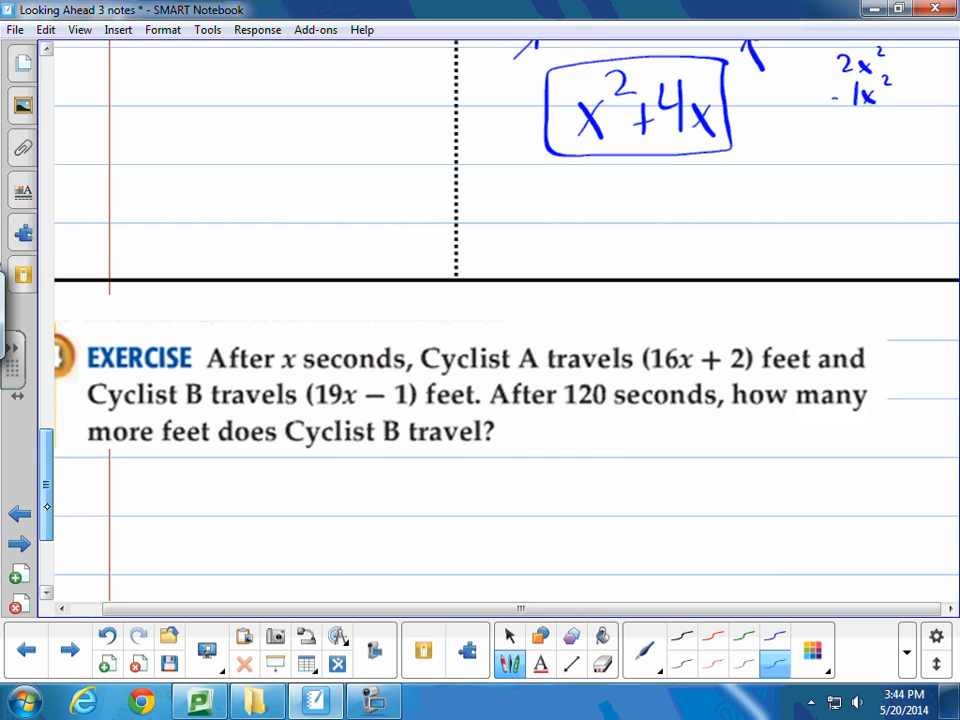 Looking Ahead 3 notes * - SMART Notebook
File Edit View Insert Format Tools Response Add-ons Help
2x²
- 1x²
x² + 4x
EXERCISE After x seconds, Cyclist A travels (16x + 2) feet and
Cyclist B travels (19x − 1) feet. After 120 seconds, how many
more feet does Cyclist B travel?
3:44 PM
5/20/2014